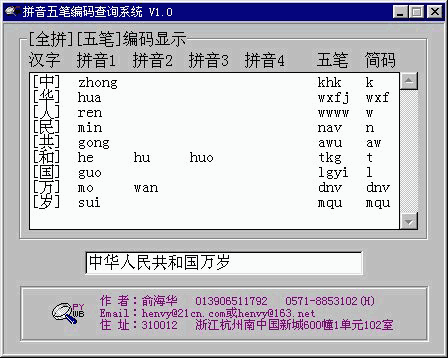 拼音五笔编码查询系统 V1.0
[全拼][五笔]编码显示
汉字 拼音1 拼音2 拼音3 拼音4 五笔 简码
[中] zhong khk k
[华] hua wxfj wxf
[人] ren wwww w
[民] min nav n
[共] gong awu aw
[和] he hu huo tkg t
[国] guo lgyi l
[万] mo wan dnv dnv
[岁] sui mqu mqu
中华人民共和国万岁
PY
WB
作 者：俞海华 013906511792 0571-8853102(H)
Email：henvy@21cn.com或henvy@163.net
住 址：310012 浙江杭州南中国新城600幢1单元102室